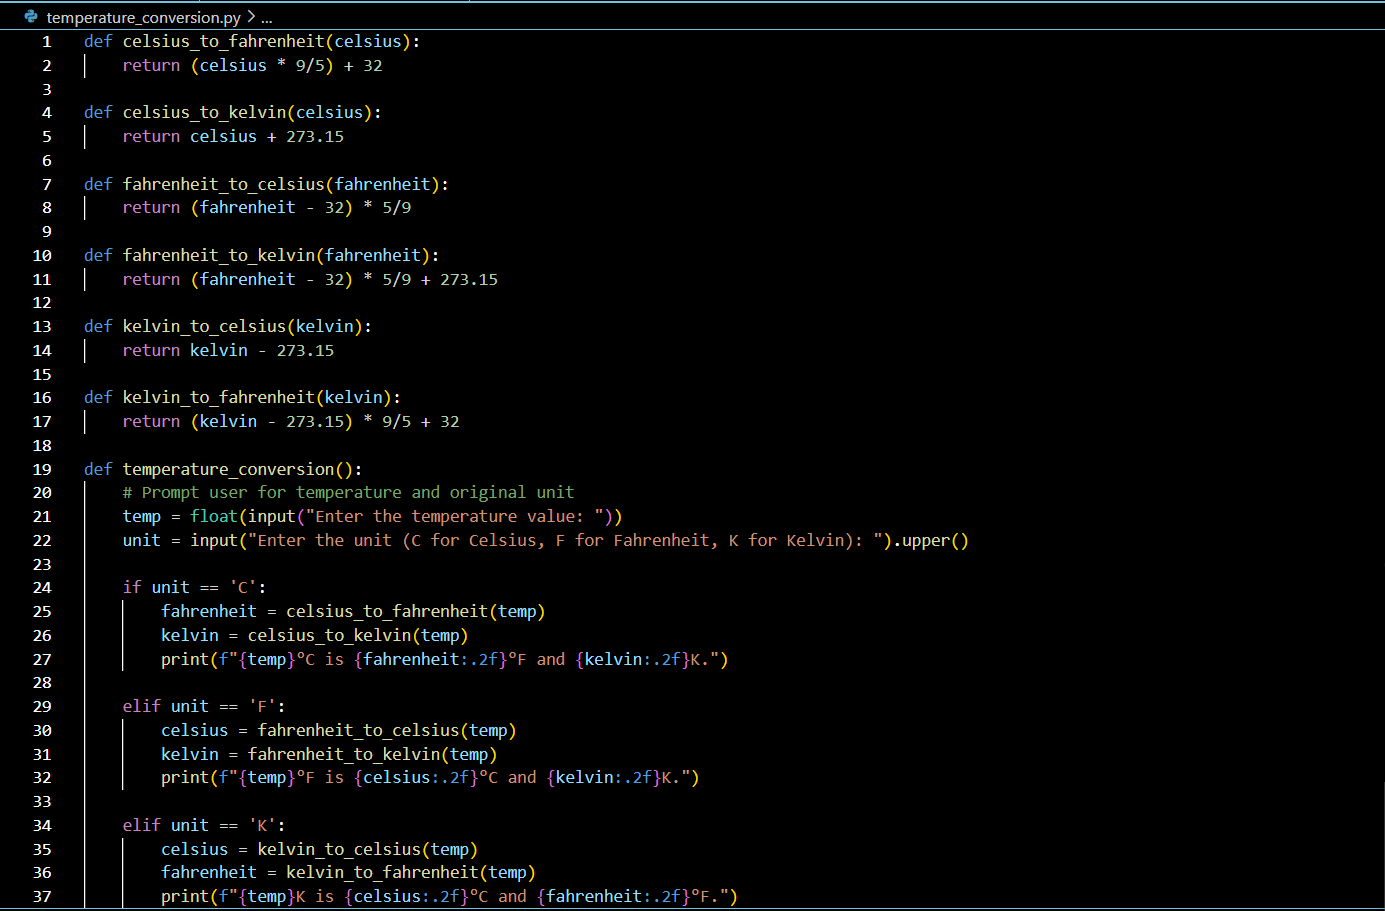 temperature_conversion.py > ...
1 def celsius_to_fahrenheit(celsius):
2     return (celsius * 9/5) + 32
3
4 def celsius_to_kelvin(celsius):
5     return celsius + 273.15
6
7 def fahrenheit_to_celsius(fahrenheit):
8     return (fahrenheit - 32) * 5/9
9
10 def fahrenheit_to_kelvin(fahrenheit):
11     return (fahrenheit - 32) * 5/9 + 273.15
12
13 def kelvin_to_celsius(kelvin):
14     return kelvin - 273.15
15
16 def kelvin_to_fahrenheit(kelvin):
17     return (kelvin - 273.15) * 9/5 + 32
18
19 def temperature_conversion():
20     # Prompt user for temperature and original unit
21     temp = float(input("Enter the temperature value: "))
22     unit = input("Enter the unit (C for Celsius, F for Fahrenheit, K for Kelvin): ").upper()
23
24     if unit == 'C':
25         fahrenheit = celsius_to_fahrenheit(temp)
26         kelvin = celsius_to_kelvin(temp)
27         print(f"{temp}°C is {fahrenheit:.2f}°F and {kelvin:.2f}K.")
28
29     elif unit == 'F':
30         celsius = fahrenheit_to_celsius(temp)
31         kelvin = fahrenheit_to_kelvin(temp)
32         print(f"{temp}°F is {celsius:.2f}°C and {kelvin:.2f}K.")
33
34     elif unit == 'K':
35         celsius = kelvin_to_celsius(temp)
36         fahrenheit = kelvin_to_fahrenheit(temp)
37         print(f"{temp}K is {celsius:.2f}°C and {fahrenheit:.2f}°F.")